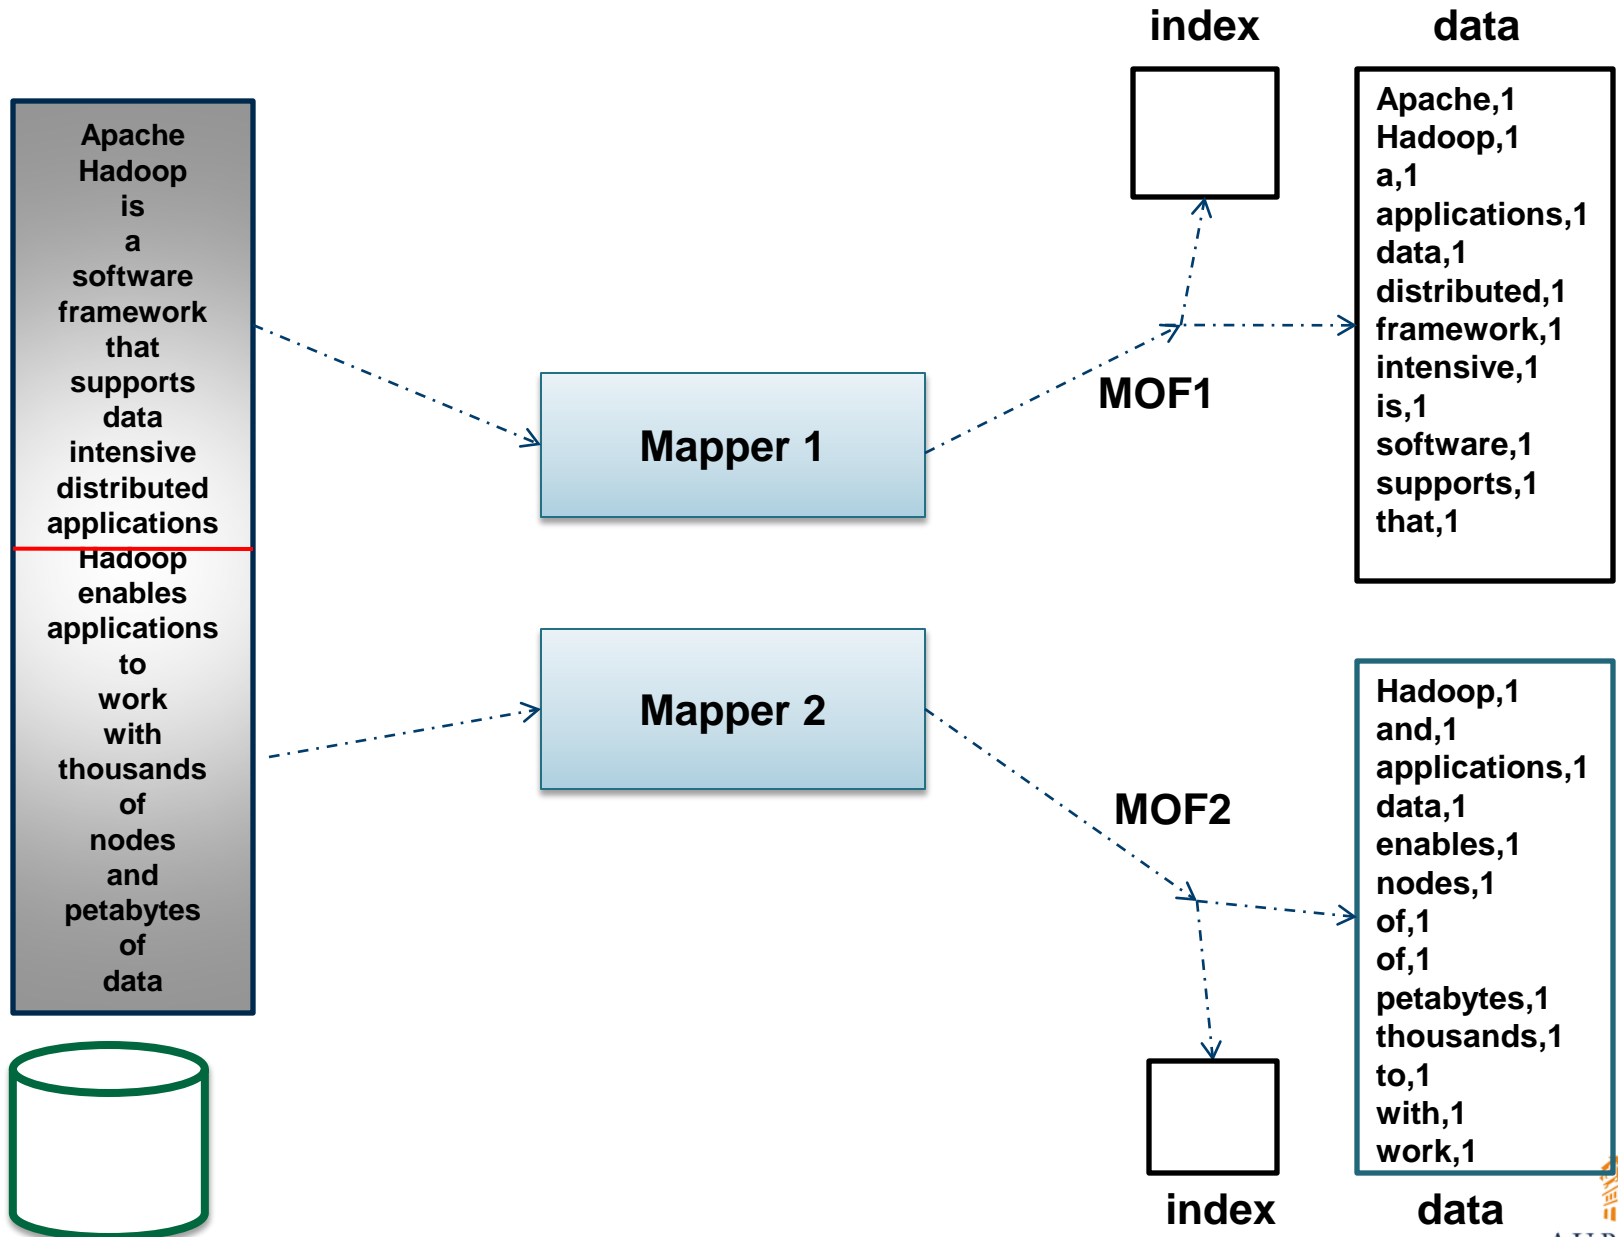 index
data
Apache
Hadoop
is
a
software
framework
that
supports
data
intensive
distributed
applications
Hadoop
enables
applications
to
work
with
thousands
of
nodes
and
petabytes
of
data
Mapper 1
MOF1
Apache,1
Hadoop,1
a,1
applications,1
data,1
distributed,1
framework,1
intensive,1
is,1
software,1
supports,1
that,1
Mapper 2
MOF2
Hadoop,1
and,1
applications,1
data,1
enables,1
nodes,1
of,1
of,1
petabytes,1
thousands,1
to,1
with,1
work,1
index
data